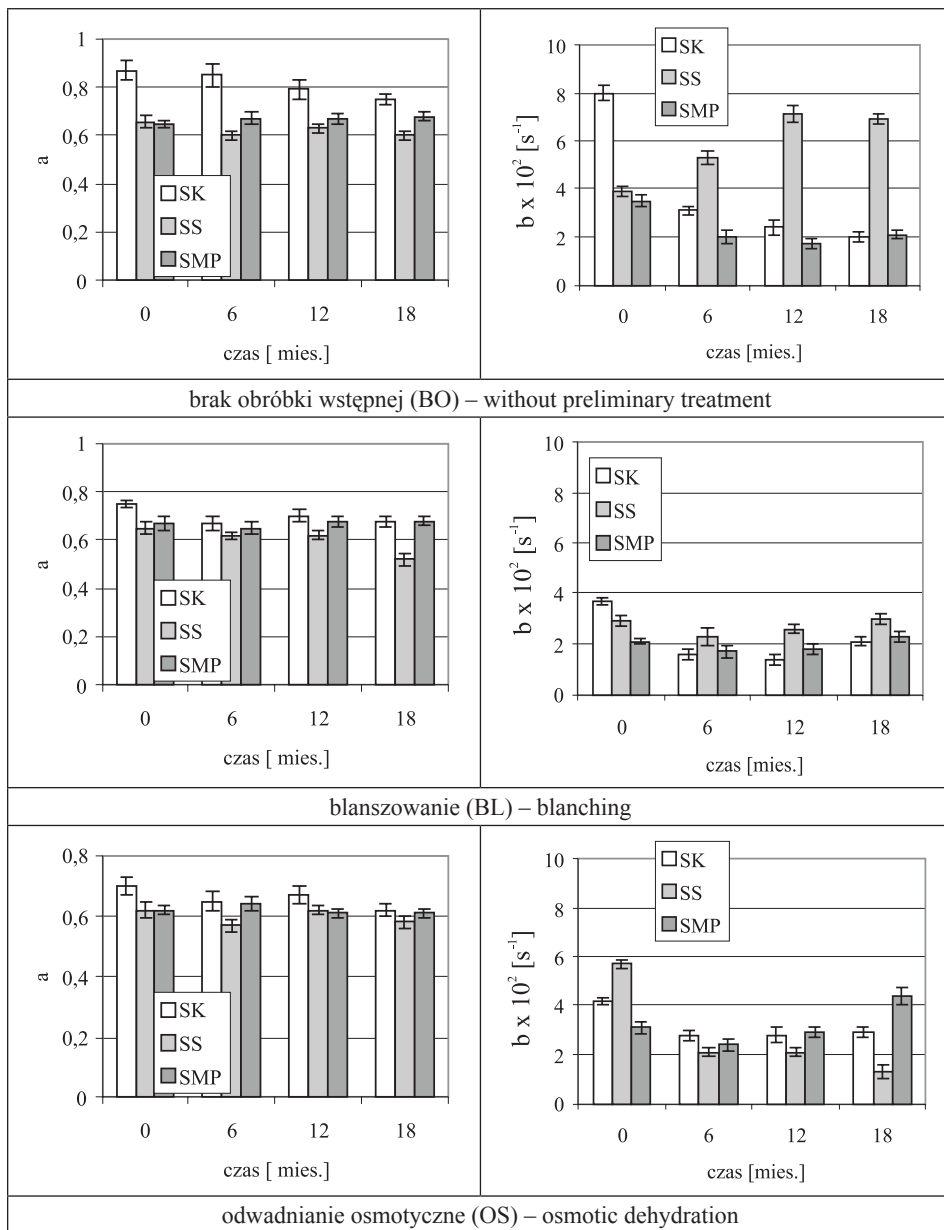 1
0,8
0,6
0,4
0,2
0
a
SK
SS
SMP
0 6 12 18
czas [ mies.]
10
8
6
4
2
0
b x 10² [s⁻¹]
SK
SS
SMP
0 6 12 18
czas [mies.]
brak obróbki wstępnej (BO) – without preliminary treatment
1
0,8
0,6
0,4
0,2
0
a
SK
SS
SMP
0 6 12 18
czas [ mies.]
10
8
6
4
2
0
b x 10² [s⁻¹]
SK
SS
SMP
0 6 12 18
czas [mies.]
blanszowanie (BL) – blanching
0,8
0,6
0,4
0,2
0
a
SK
SS
SMP
0 6 12 18
czas [ mies.]
10
8
6
4
2
0
b x 10² [s⁻¹]
SK
SS
SMP
0 6 12 18
czas [mies.]
odwadnianie osmotyczne (OS) – osmotic dehydration